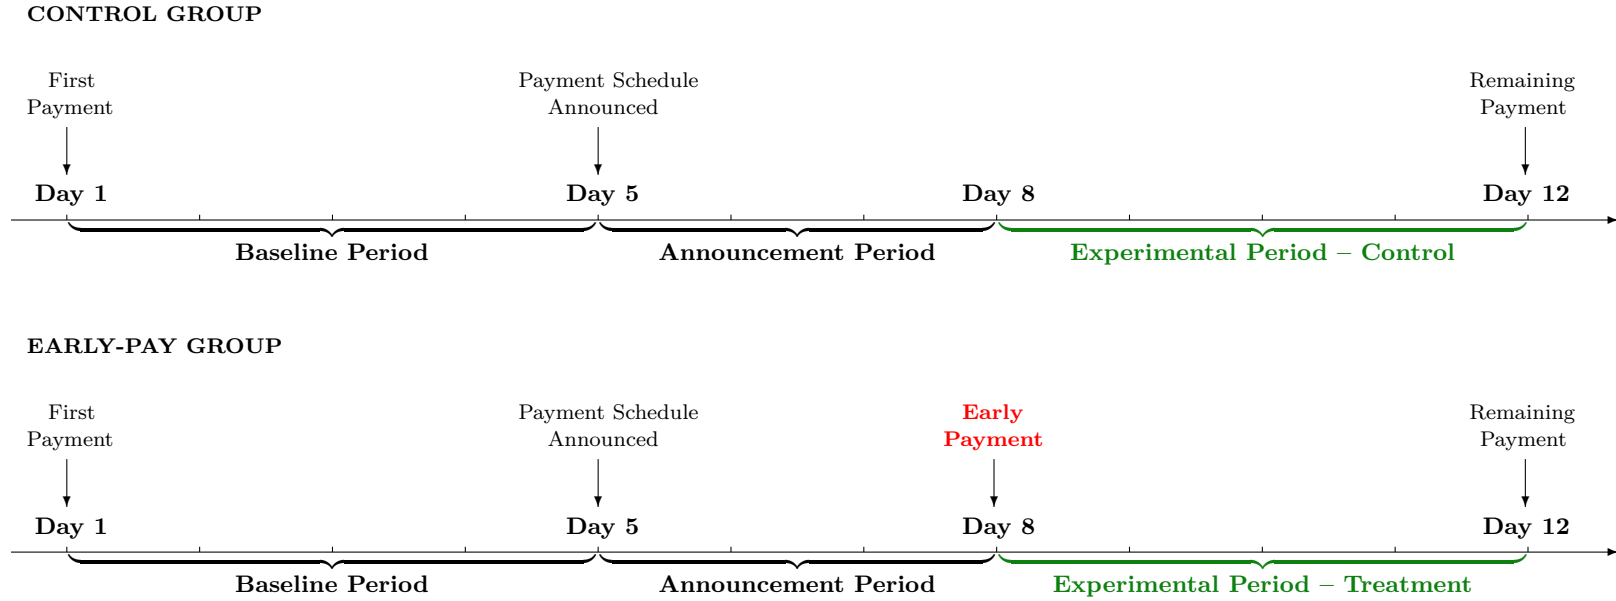 CONTROL GROUP
First
Payment
Payment Schedule
Announced
Remaining
Payment
Day 1
Day 5
Day 8
Day 12
Baseline Period
Announcement Period
Experimental Period – Control
EARLY-PAY GROUP
First
Payment
Payment Schedule
Announced
Early
Payment
Remaining
Payment
Day 1
Day 5
Day 8
Day 12
Baseline Period
Announcement Period
Experimental Period – Treatment